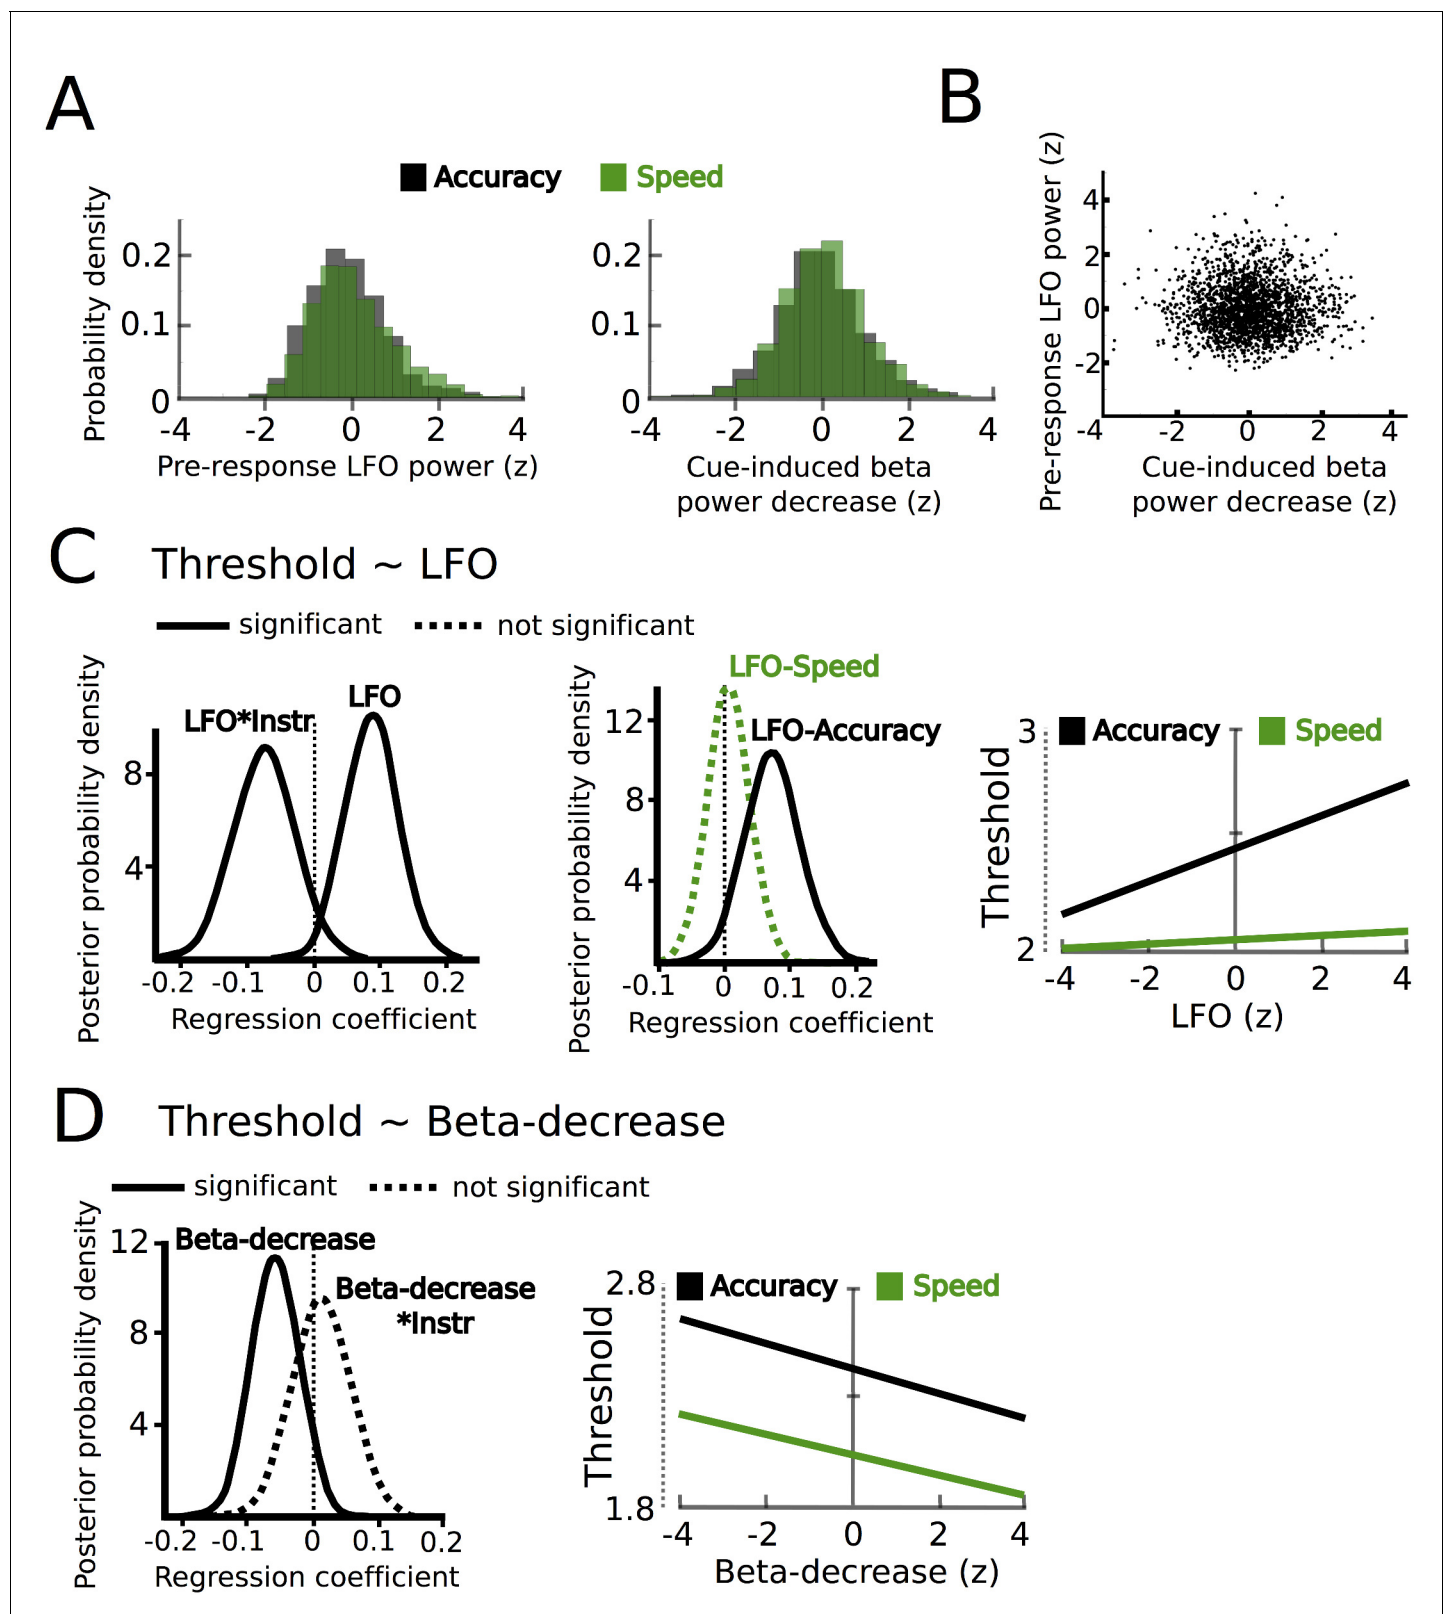 A
B
Accuracy Speed
Probability density
0.2
0.1
0
-4 -2 0 2 4
Pre-response LFO power (z)
0.2
0.1
0
-4 -2 0 2 4
Cue-induced beta
power decrease (z)
Pre-response LFO power (z)
4
2
0
-2
-4 -2 0 2 4
Cue-induced beta
power decrease (z)
C
Threshold ~ LFO
significant not significant
Posterior probability density
8
4
LFO*Instr
LFO
-0.2 -0.1 0 0.1 0.2
Regression coefficient
Posterior probability density
12
8
4
LFO-Speed
LFO-Accuracy
-0.1 0 0.1 0.2
Regression coefficient
Threshold
3
2
Accuracy Speed
-4 -2 0 2 4
LFO (z)
D
Threshold ~ Beta-decrease
significant not significant
Posterior probability density
12
8
4
Beta-decrease
Beta-decrease
*Instr
-0.2 -0.1 0 0.1 0.2
Regression coefficient
Threshold
2.8
1.8
Accuracy Speed
-4 -2 0 2 4
Beta-decrease (z)